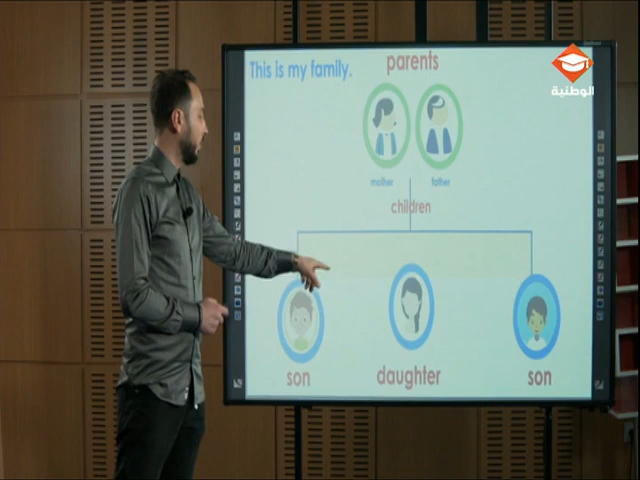 This is my family.
parents
الوطنية
mother
father
children
son
daughter
son